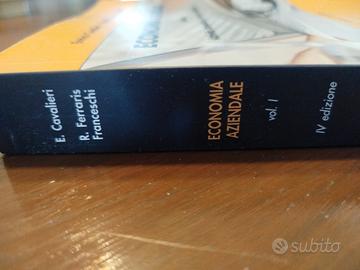 E. Cavalieri
R. Ferraris
Franceschi
ECONOMIA
AZIENDALE
vol. I
IV edizione
subito